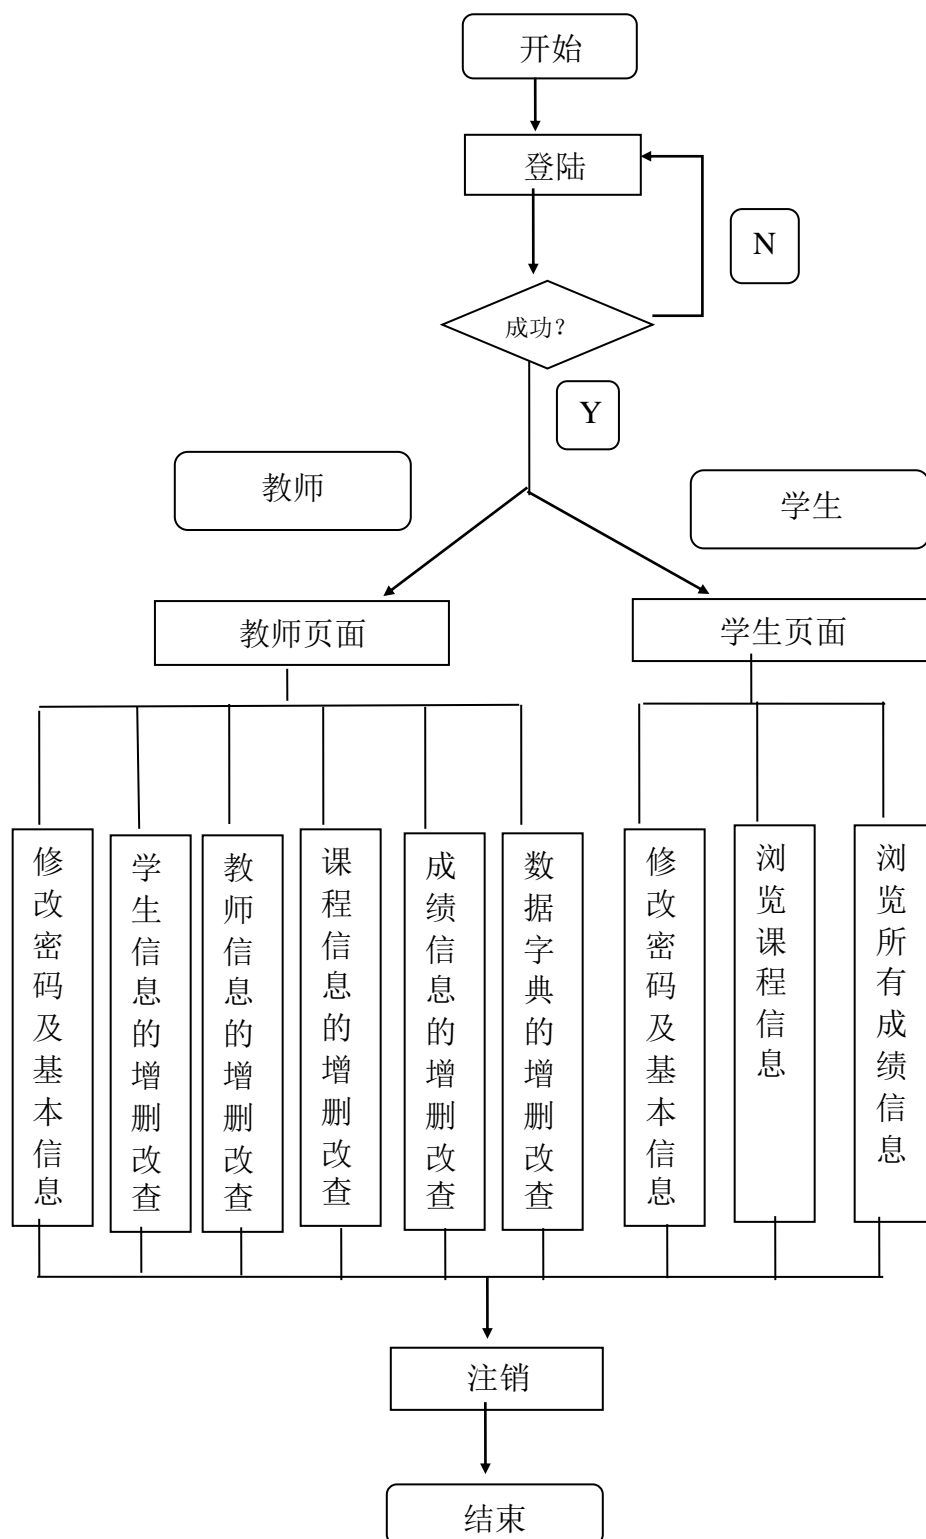 开始
登陆
N
成功？
Y
教师
学生
教师页面
学生页面
修改密码及基本信息
学生信息的增删改查
教师信息的增删改查
课程信息的增删改查
成绩信息的增删改查
数据字典的增删改查
修改密码及基本信息
浏览课程信息
浏览所有成绩信息
注销
结束